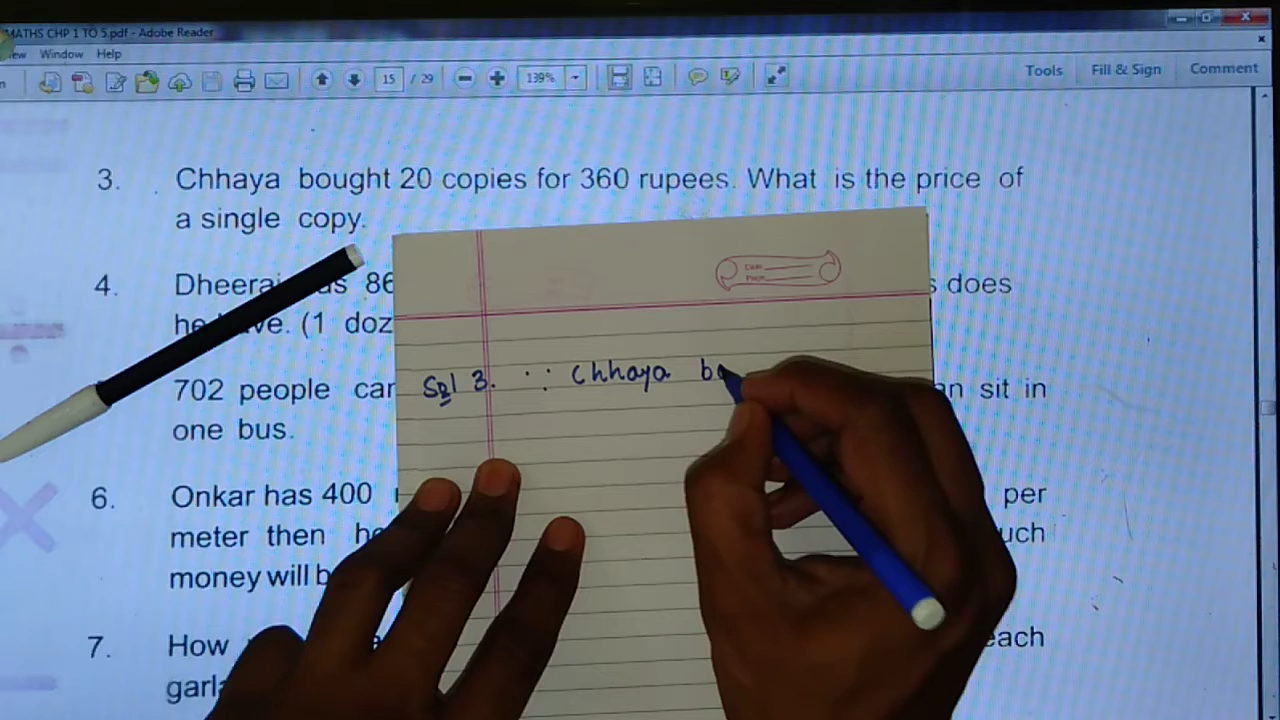 MATHS CHP 1 TO 5.pdf - Adobe Reader
Window Help
15 / 29 139% Tools Fill & Sign Comment
3. Chhaya bought 20 copies for 360 rupees. What is the price of
a single copy.
4. 86 does
(1 doz
702 people sit in
one bus.
6. Onkar has 400 per
meter then
money will
7. How each
Date
Page
Sol 3. ∵ Chhaya